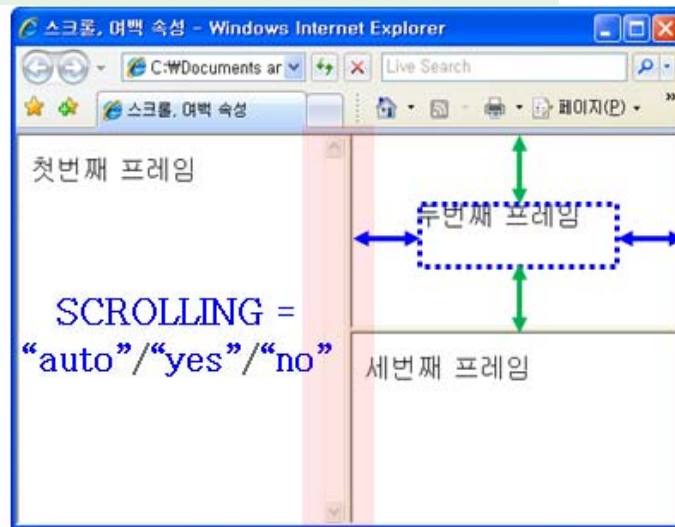 스크롤, 여백 속성 - Windows Internet Explorer
C:₩Documents ar
Live Search
스크롤, 여백 속성
페이지(P)
»
첫번째 프레임
두번째 프레임
SCROLLING =
“auto”/“yes”/“no”
세번째 프레임